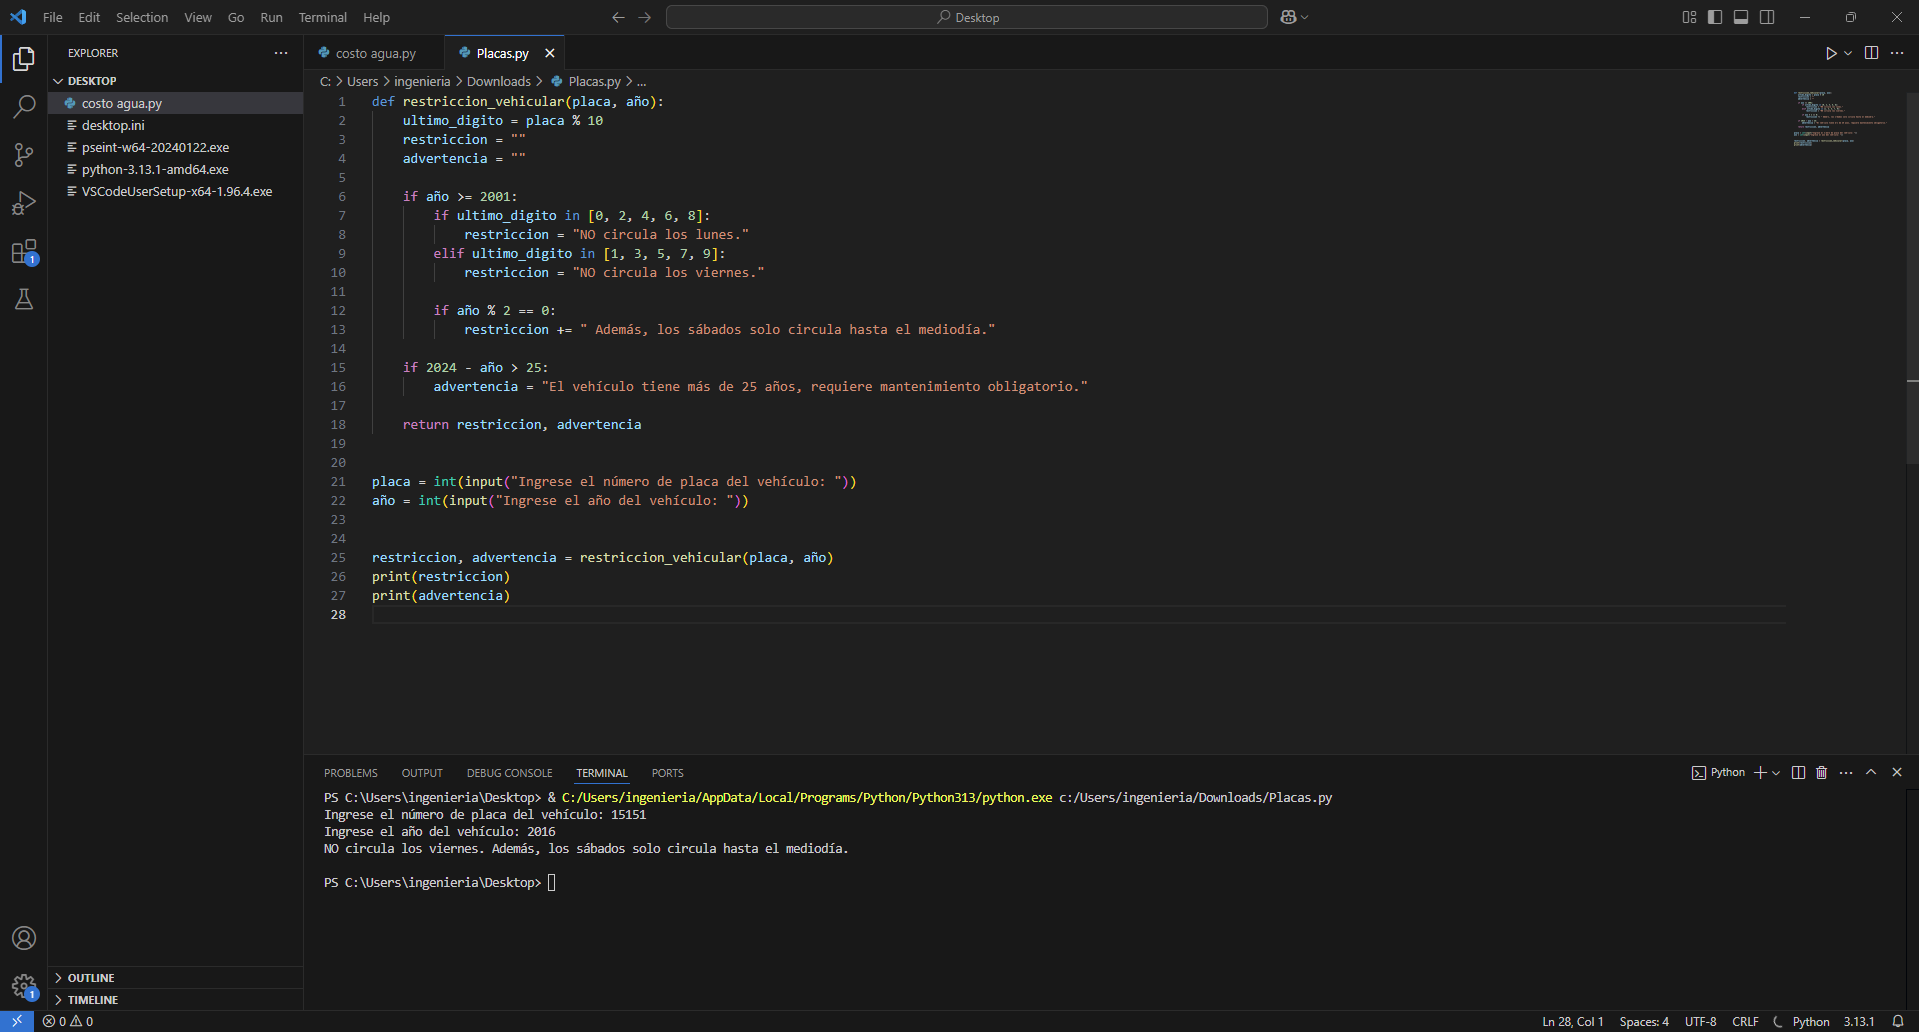 File Edit Selection View Go Run Terminal Help
Desktop
EXPLORER
DESKTOP
costo agua.py
desktop.ini
pseint-w64-20240122.exe
python-3.13.1-amd64.exe
VSCodeUserSetup-x64-1.96.4.exe
1
OUTLINE
1
TIMELINE
costo agua.py Placas.py
C: > Users > ingenieria > Downloads > Placas.py > ...
1 def restriccion_vehicular(placa, año):
2 ultimo_digito = placa % 10
3 restriccion = ""
4 advertencia = ""
5
6 if año >= 2001:
7 if ultimo_digito in [0, 2, 4, 6, 8]:
8 restriccion = "NO circula los lunes."
9 elif ultimo_digito in [1, 3, 5, 7, 9]:
10 restriccion = "NO circula los viernes."
11
12 if año % 2 == 0:
13 restriccion += " Además, los sábados solo circula hasta el mediodía."
14
15 if 2024 - año > 25:
16 advertencia = "El vehículo tiene más de 25 años, requiere mantenimiento obligatorio."
17
18 return restriccion, advertencia
19
20
21 placa = int(input("Ingrese el número de placa del vehículo: "))
22 año = int(input("Ingrese el año del vehículo: "))
23
24
25 restriccion, advertencia = restriccion_vehicular(placa, año)
26 print(restriccion)
27 print(advertencia)
28
PROBLEMS OUTPUT DEBUG CONSOLE TERMINAL PORTS
Python
PS C:\Users\ingenieria\Desktop> & C:/Users/ingenieria/AppData/Local/Programs/Python/Python313/python.exe c:/Users/ingenieria/Downloads/Placas.py
Ingrese el número de placa del vehículo: 15151
Ingrese el año del vehículo: 2016
NO circula los viernes. Además, los sábados solo circula hasta el mediodía.
PS C:\Users\ingenieria\Desktop>
0 0
Ln 28, Col 1 Spaces: 4 UTF-8 CRLF Python 3.13.1